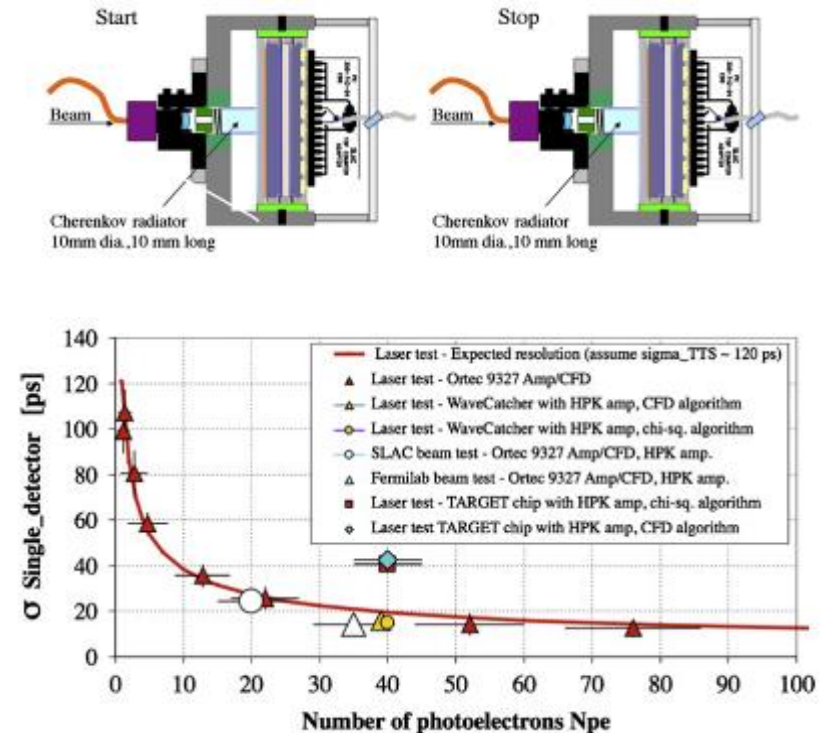 Start
Stop
Beam
Beam
Cherenkov radiator
10mm dia.,10 mm long
Cherenkov radiator
10mm dia.,10 mm long
140
120
100
80
60
40
20
0
σ Single_detector [ps]
Laser test - Expected resolution (assume sigma_TTS ~ 120 ps)
Laser test - Ortec 9327 Amp/CFD
Laser test - WaveCatcher with HPK amp, CFD algorithm
Laser test - WaveCatcher with HPK amp, chi-sq. algorithm
SLAC beam test - Ortec 9327 Amp/CFD, HPK amp.
Fermilab beam test - Ortec 9327 Amp/CFD, HPK amp.
Laser test - TARGET chip with HPK amp, chi-sq. algorithm
Laser test TARGET chip with HPK amp, CFD algorithm
0 10 20 30 40 50 60 70 80 90 100
Number of photoelectrons Npe